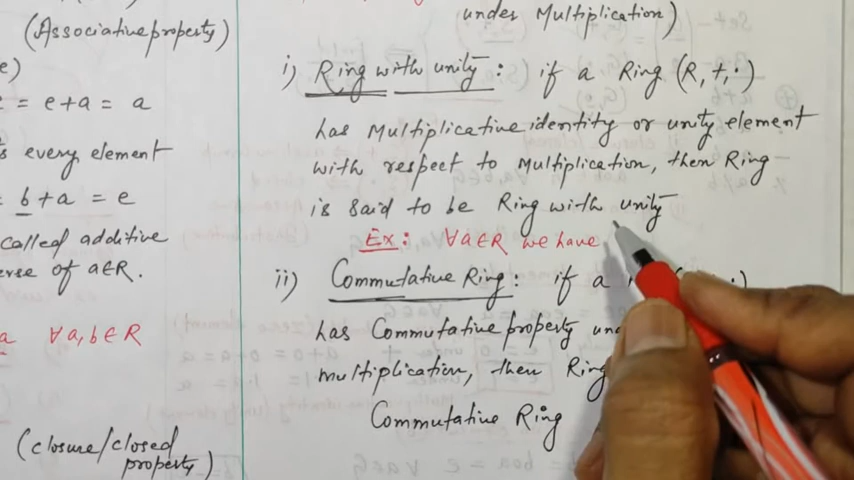 (Associative property)
e)
= e+a = a
s every element
= b+a = e
called additive
erse of a∈R.
a ∀a,b∈R
(closure/closed
property)
under Multiplication)
i) Ring with unity: if a Ring (R,+,·)
has Multiplicative identity or unity element
with respect to Multiplication, then Ring
is said to be Ring with unity
Ex: ∀a∈R we have
ii) Commutative Ring: if a
has Commutative property un
multiplication, then Ring
Commutative Ring